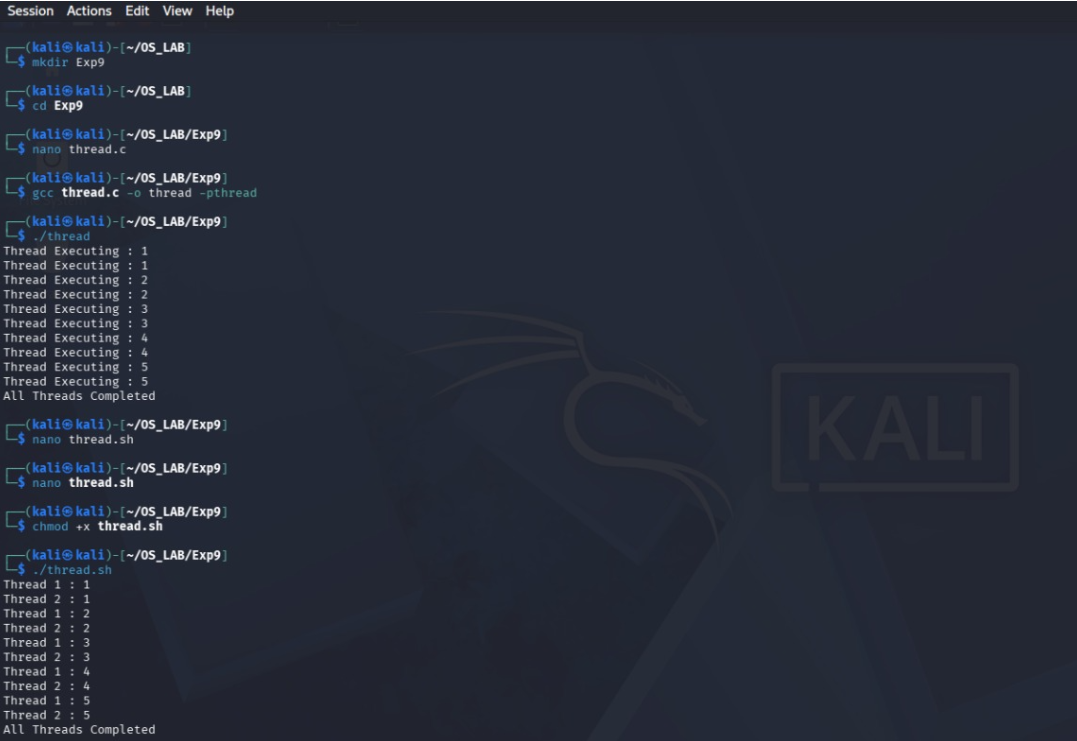 Session Actions Edit View Help
┌──(kali㉿kali)-[~/OS_LAB]
└─$ mkdir Exp9
┌──(kali㉿kali)-[~/OS_LAB]
└─$ cd Exp9
┌──(kali㉿kali)-[~/OS_LAB/Exp9]
└─$ nano thread.c
┌──(kali㉿kali)-[~/OS_LAB/Exp9]
└─$ gcc thread.c -o thread -pthread
┌──(kali㉿kali)-[~/OS_LAB/Exp9]
└─$ ./thread
Thread Executing : 1
Thread Executing : 1
Thread Executing : 2
Thread Executing : 2
Thread Executing : 3
Thread Executing : 3
Thread Executing : 4
Thread Executing : 4
Thread Executing : 5
Thread Executing : 5
All Threads Completed
┌──(kali㉿kali)-[~/OS_LAB/Exp9]
└─$ nano thread.sh
┌──(kali㉿kali)-[~/OS_LAB/Exp9]
└─$ nano thread.sh
┌──(kali㉿kali)-[~/OS_LAB/Exp9]
└─$ chmod +x thread.sh
┌──(kali㉿kali)-[~/OS_LAB/Exp9]
└─$ ./thread.sh
Thread 1 : 1
Thread 2 : 1
Thread 1 : 2
Thread 2 : 2
Thread 1 : 3
Thread 2 : 3
Thread 1 : 4
Thread 2 : 4
Thread 1 : 5
Thread 2 : 5
All Threads Completed
KALI